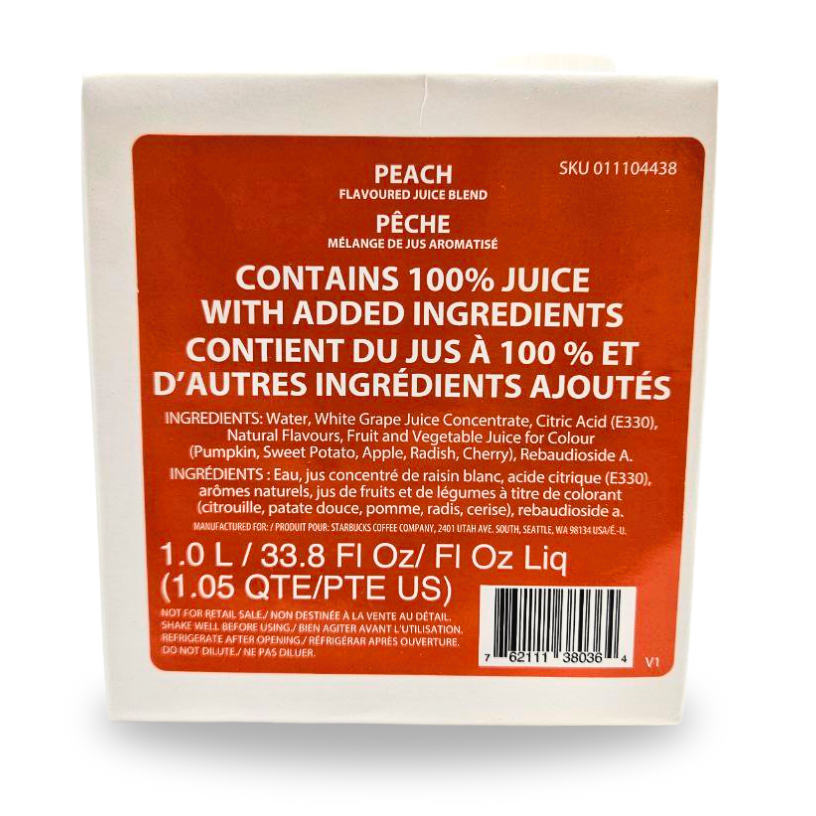 PEACH
SKU 011104438
FLAVOURED JUICE BLEND
PÊCHE
MÉLANGE DE JUS AROMATISÉ
CONTAINS 100% JUICE
WITH ADDED INGREDIENTS
CONTIENT DU JUS À 100 % ET
D'AUTRES INGRÉDIENTS AJOUTÉS
INGREDIENTS: Water, White Grape Juice Concentrate, Citric Acid (E330),
Natural Flavours, Fruit and Vegetable Juice for Colour
(Pumpkin, Sweet Potato, Apple, Radish, Cherry), Rebaudioside A.
INGRÉDIENTS : Eau, jus concentré de raisin blanc, acide citrique (E330),
arômes naturels, jus de fruits et de légumes à titre de colorant
(citrouille, patate douce, pomme, radis, cerise), rebaudioside a.
MANUFACTURED FOR: / PRODUIT POUR: STARBUCKS COFFEE COMPANY, 2401 UTAH AVE. SOUTH, SEATTLE, WA 98134 USA/É.-U.
1.0 L / 33.8 Fl Oz/ Fl Oz Liq
(1.05 QTE/PTE US)
NOT FOR RETAIL SALE./ NON DESTINÉE À LA VENTE AU DÉTAIL.
SHAKE WELL BEFORE USING./ BIEN AGITER AVANT L'UTILISATION.
REFRIGERATE AFTER OPENING./ RÉFRIGÉRAR APRÈS OUVERTURE.
DO NOT DILUTE./ NE PAS DILUER.
7 62111 38036 4
V1